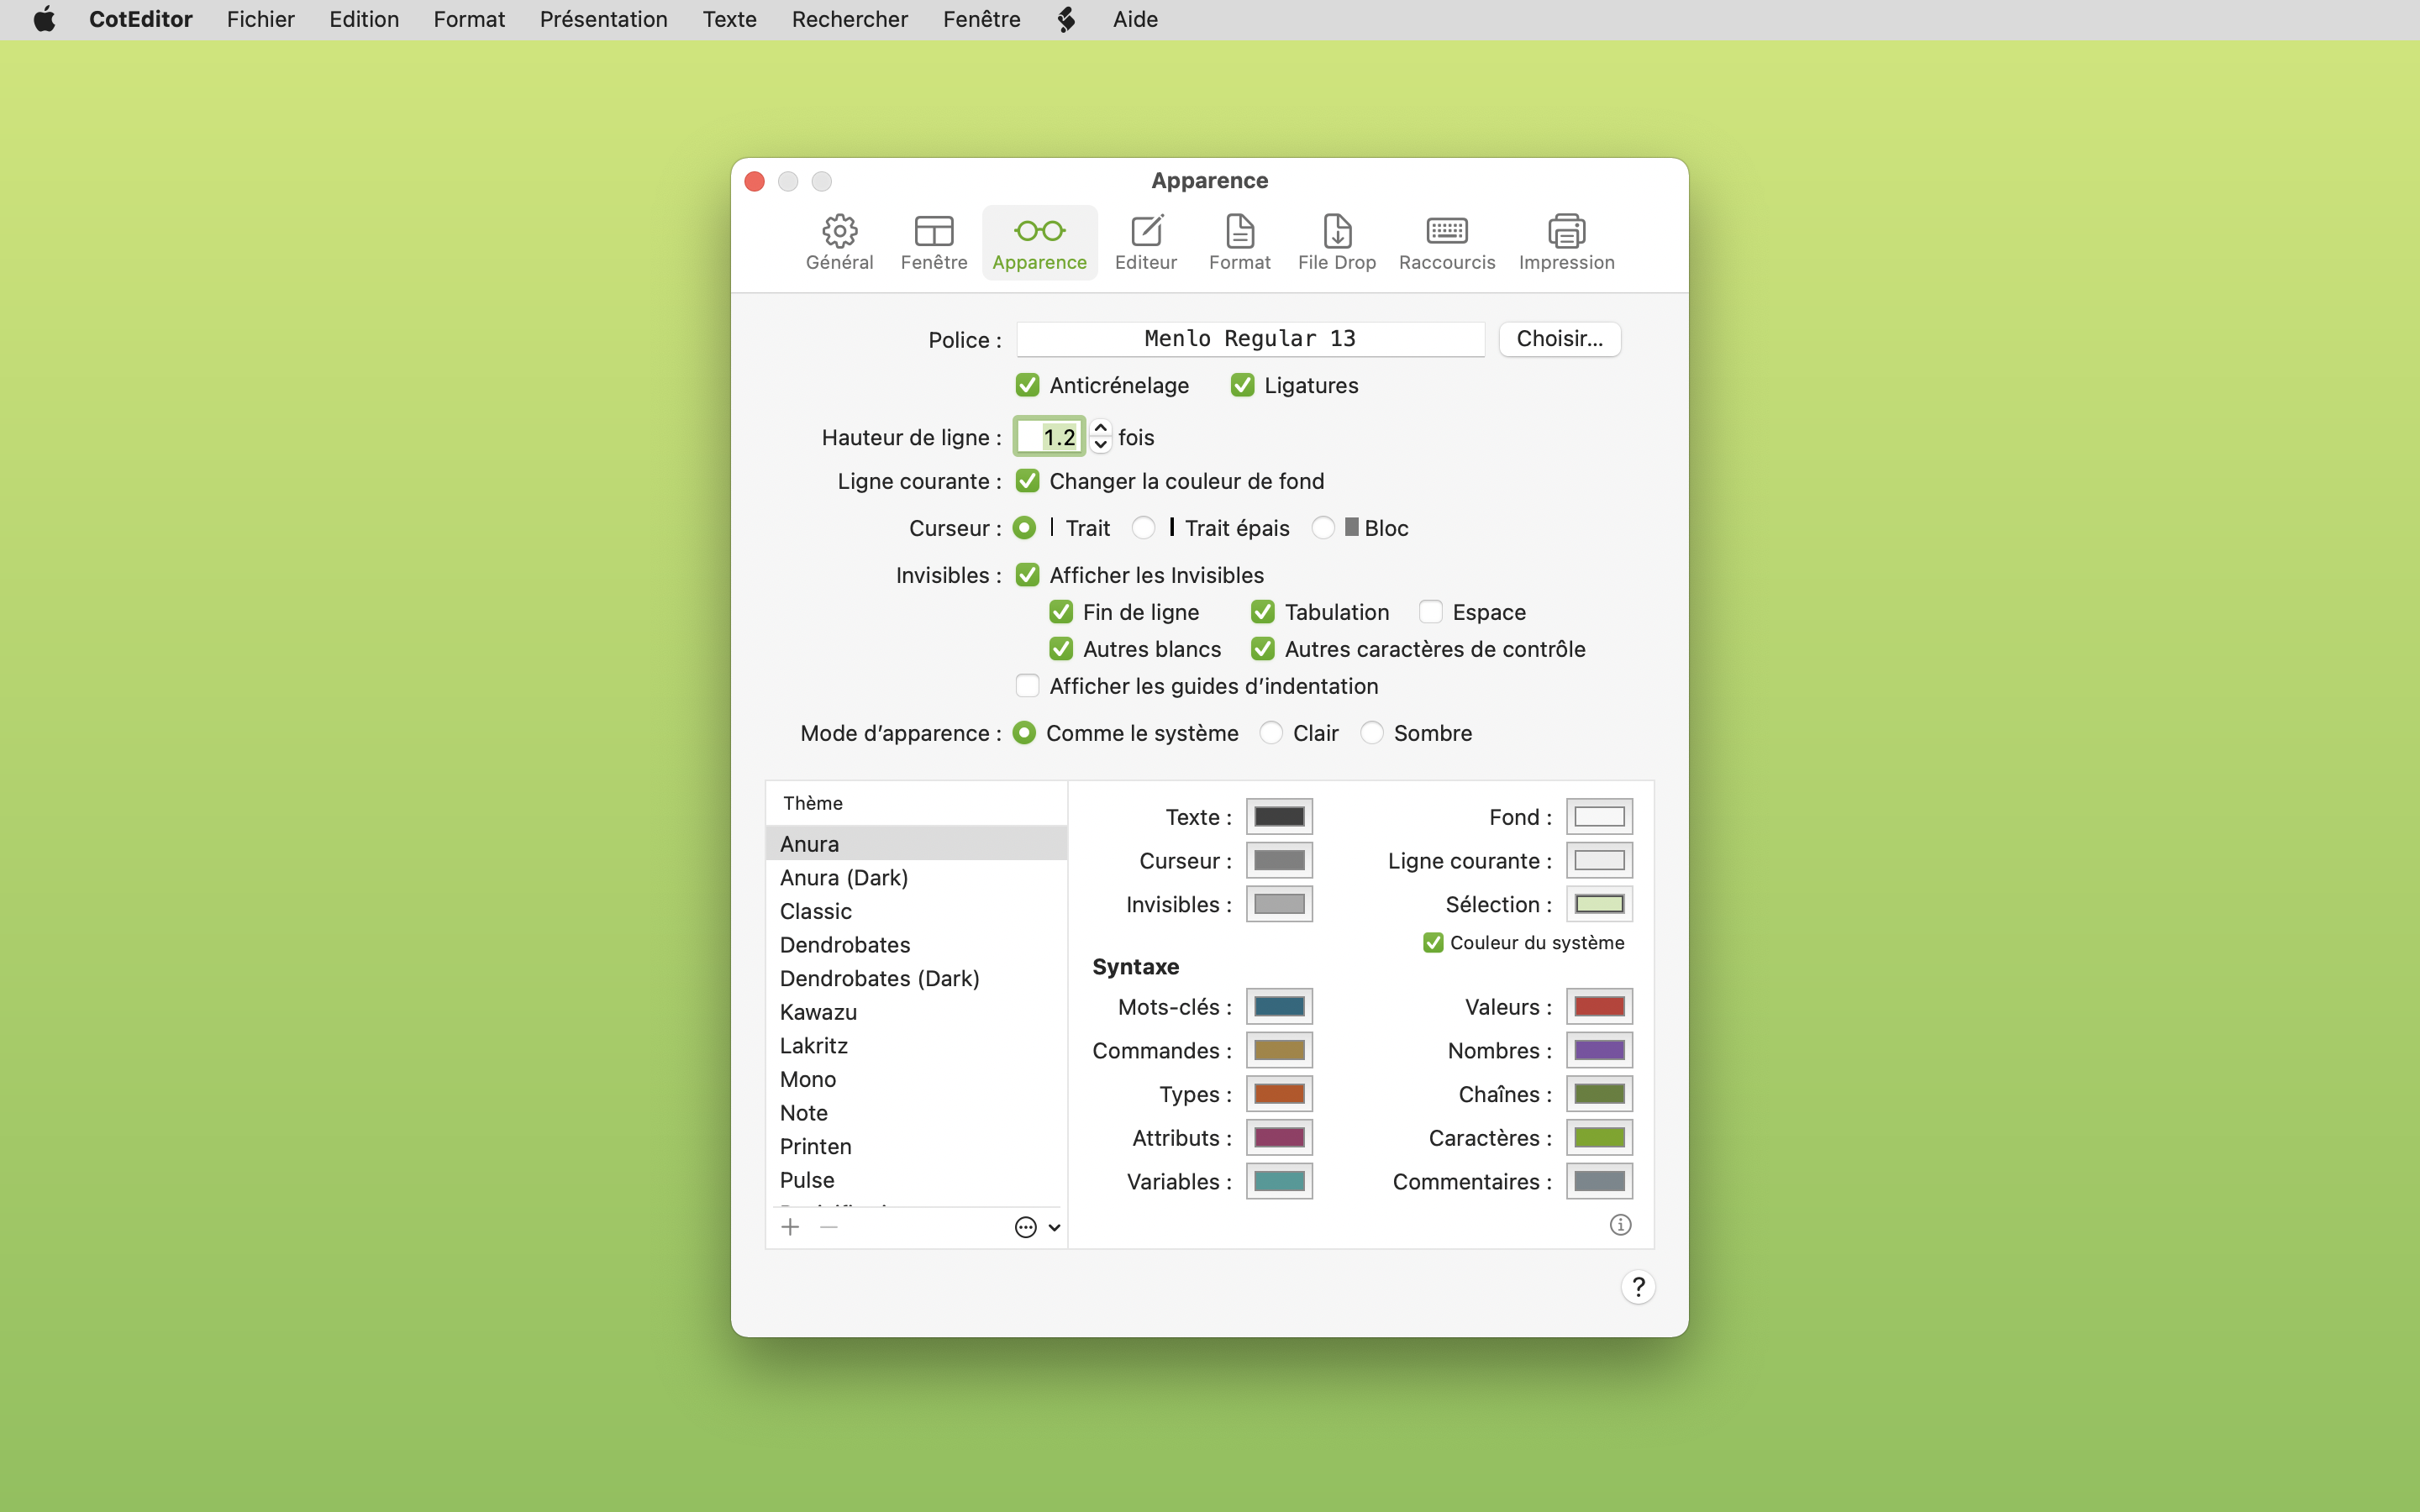 CotEditor Fichier Edition Format Présentation Texte Rechercher Fenêtre Aide
Apparence
Général Fenêtre Apparence Editeur Format File Drop Raccourcis Impression
Police : Menlo Regular 13 Choisir...
Anticrénelage Ligatures
Hauteur de ligne : 1.2 fois
Ligne courante : Changer la couleur de fond
Curseur : Trait Trait épais Bloc
Invisibles : Afficher les Invisibles
Fin de ligne Tabulation Espace
Autres blancs Autres caractères de contrôle
Afficher les guides d’indentation
Mode d’apparence : Comme le système Clair Sombre
Thème
Anura
Anura (Dark)
Classic
Dendrobates
Dendrobates (Dark)
Kawazu
Lakritz
Mono
Note
Printen
Pulse
Texte : Fond :
Curseur : Ligne courante :
Invisibles : Sélection :
Couleur du système
Syntaxe
Mots-clés : Valeurs :
Commandes : Nombres :
Types : Chaînes :
Attributs : Caractères :
Variables : Commentaires :
?